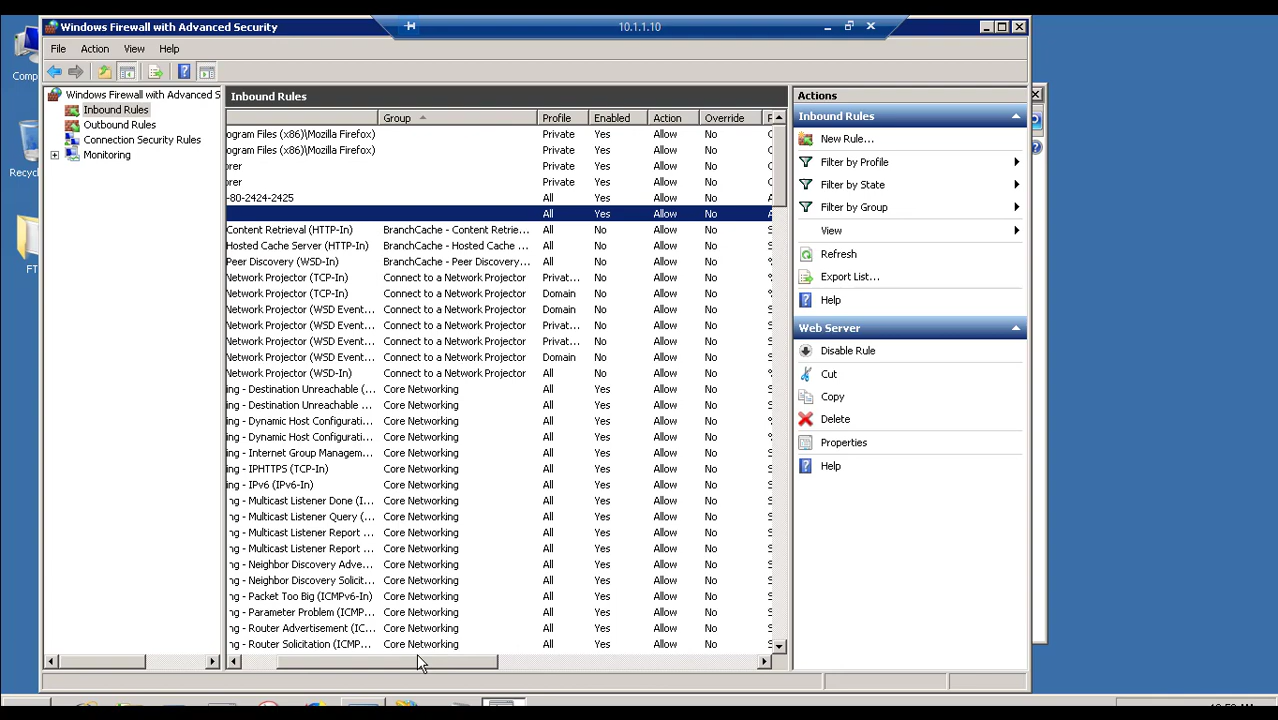 Windows Firewall with Advanced Security
10.1.1.10
File Action View Help
Windows Firewall with Advanced S
Inbound Rules
Outbound Rules
Connection Security Rules
Monitoring
Inbound Rules
Group Profile Enabled Action Override
ogram Files (x86)\Mozilla Firefox) Private Yes Allow No
ogram Files (x86)\Mozilla Firefox) Private Yes Allow No
orer Private Yes Allow No
orer Private Yes Allow No
-80-2424-2425 All Yes Allow No
All Yes Allow No
Content Retrieval (HTTP-In) BranchCache - Content Retrie... All No Allow No
Hosted Cache Server (HTTP-In) BranchCache - Hosted Cache ... All No Allow No
Peer Discovery (WSD-In) BranchCache - Peer Discovery... All No Allow No
Network Projector (TCP-In) Connect to a Network Projector Privat... No Allow No
Network Projector (TCP-In) Connect to a Network Projector Domain No Allow No
Network Projector (WSD Event... Connect to a Network Projector Domain No Allow No
Network Projector (WSD Event... Connect to a Network Projector Privat... No Allow No
Network Projector (WSD Event... Connect to a Network Projector Privat... No Allow No
Network Projector (WSD Event... Connect to a Network Projector Domain No Allow No
Network Projector (WSD-In) Connect to a Network Projector All No Allow No
ing - Destination Unreachable (... Core Networking All Yes Allow No
ing - Destination Unreachable ... Core Networking All Yes Allow No
ing - Dynamic Host Configurati... Core Networking All Yes Allow No
ing - Dynamic Host Configurati... Core Networking All Yes Allow No
ing - Internet Group Managem... Core Networking All Yes Allow No
ing - IPHTTPS (TCP-In) Core Networking All Yes Allow No
ing - IPv6 (IPv6-In) Core Networking All Yes Allow No
ng - Multicast Listener Done (I... Core Networking All Yes Allow No
ng - Multicast Listener Query (... Core Networking All Yes Allow No
ng - Multicast Listener Report ... Core Networking All Yes Allow No
ng - Multicast Listener Report ... Core Networking All Yes Allow No
ng - Neighbor Discovery Adve... Core Networking All Yes Allow No
ng - Neighbor Discovery Solicit... Core Networking All Yes Allow No
ng - Packet Too Big (ICMPv6-In) Core Networking All Yes Allow No
ng - Parameter Problem (ICMP... Core Networking All Yes Allow No
ng - Router Advertisement (IC... Core Networking All Yes Allow No
ng - Router Solicitation (ICMP... Core Networking All Yes Allow No
Actions
Inbound Rules
New Rule...
Filter by Profile
Filter by State
Filter by Group
View
Refresh
Export List...
Help
Web Server
Disable Rule
Cut
Copy
Delete
Properties
Help
Comp
Recyc
FT